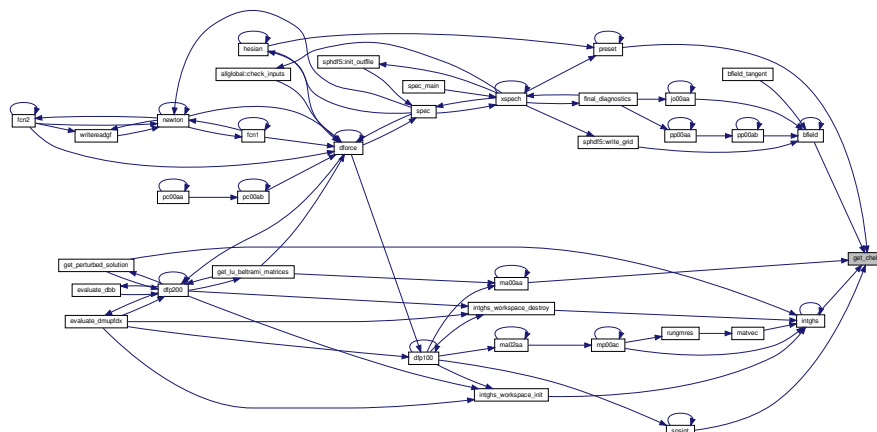 hesian
preset
allglobal::check_inputs
sphdf5::init_outfile
bfield_tangent
spec_main
xspech
final_diagnostics
jo00aa
fcn2
newton
spec
writereadgf
fcn1
pp00aa
pp00ab
bfield
sphdf5::write_grid
dforce
pc00aa
pc00ab
get_cheb
get_perturbed_solution
get_lu_beltrami_matrices
evaluate_dbb
dfp200
ma00aa
intghs_workspace_destroy
evaluate_dmupfdx
intghs
rungmres
matvec
ma02aa
mp00ac
dfp100
intghs_workspace_init
spsint